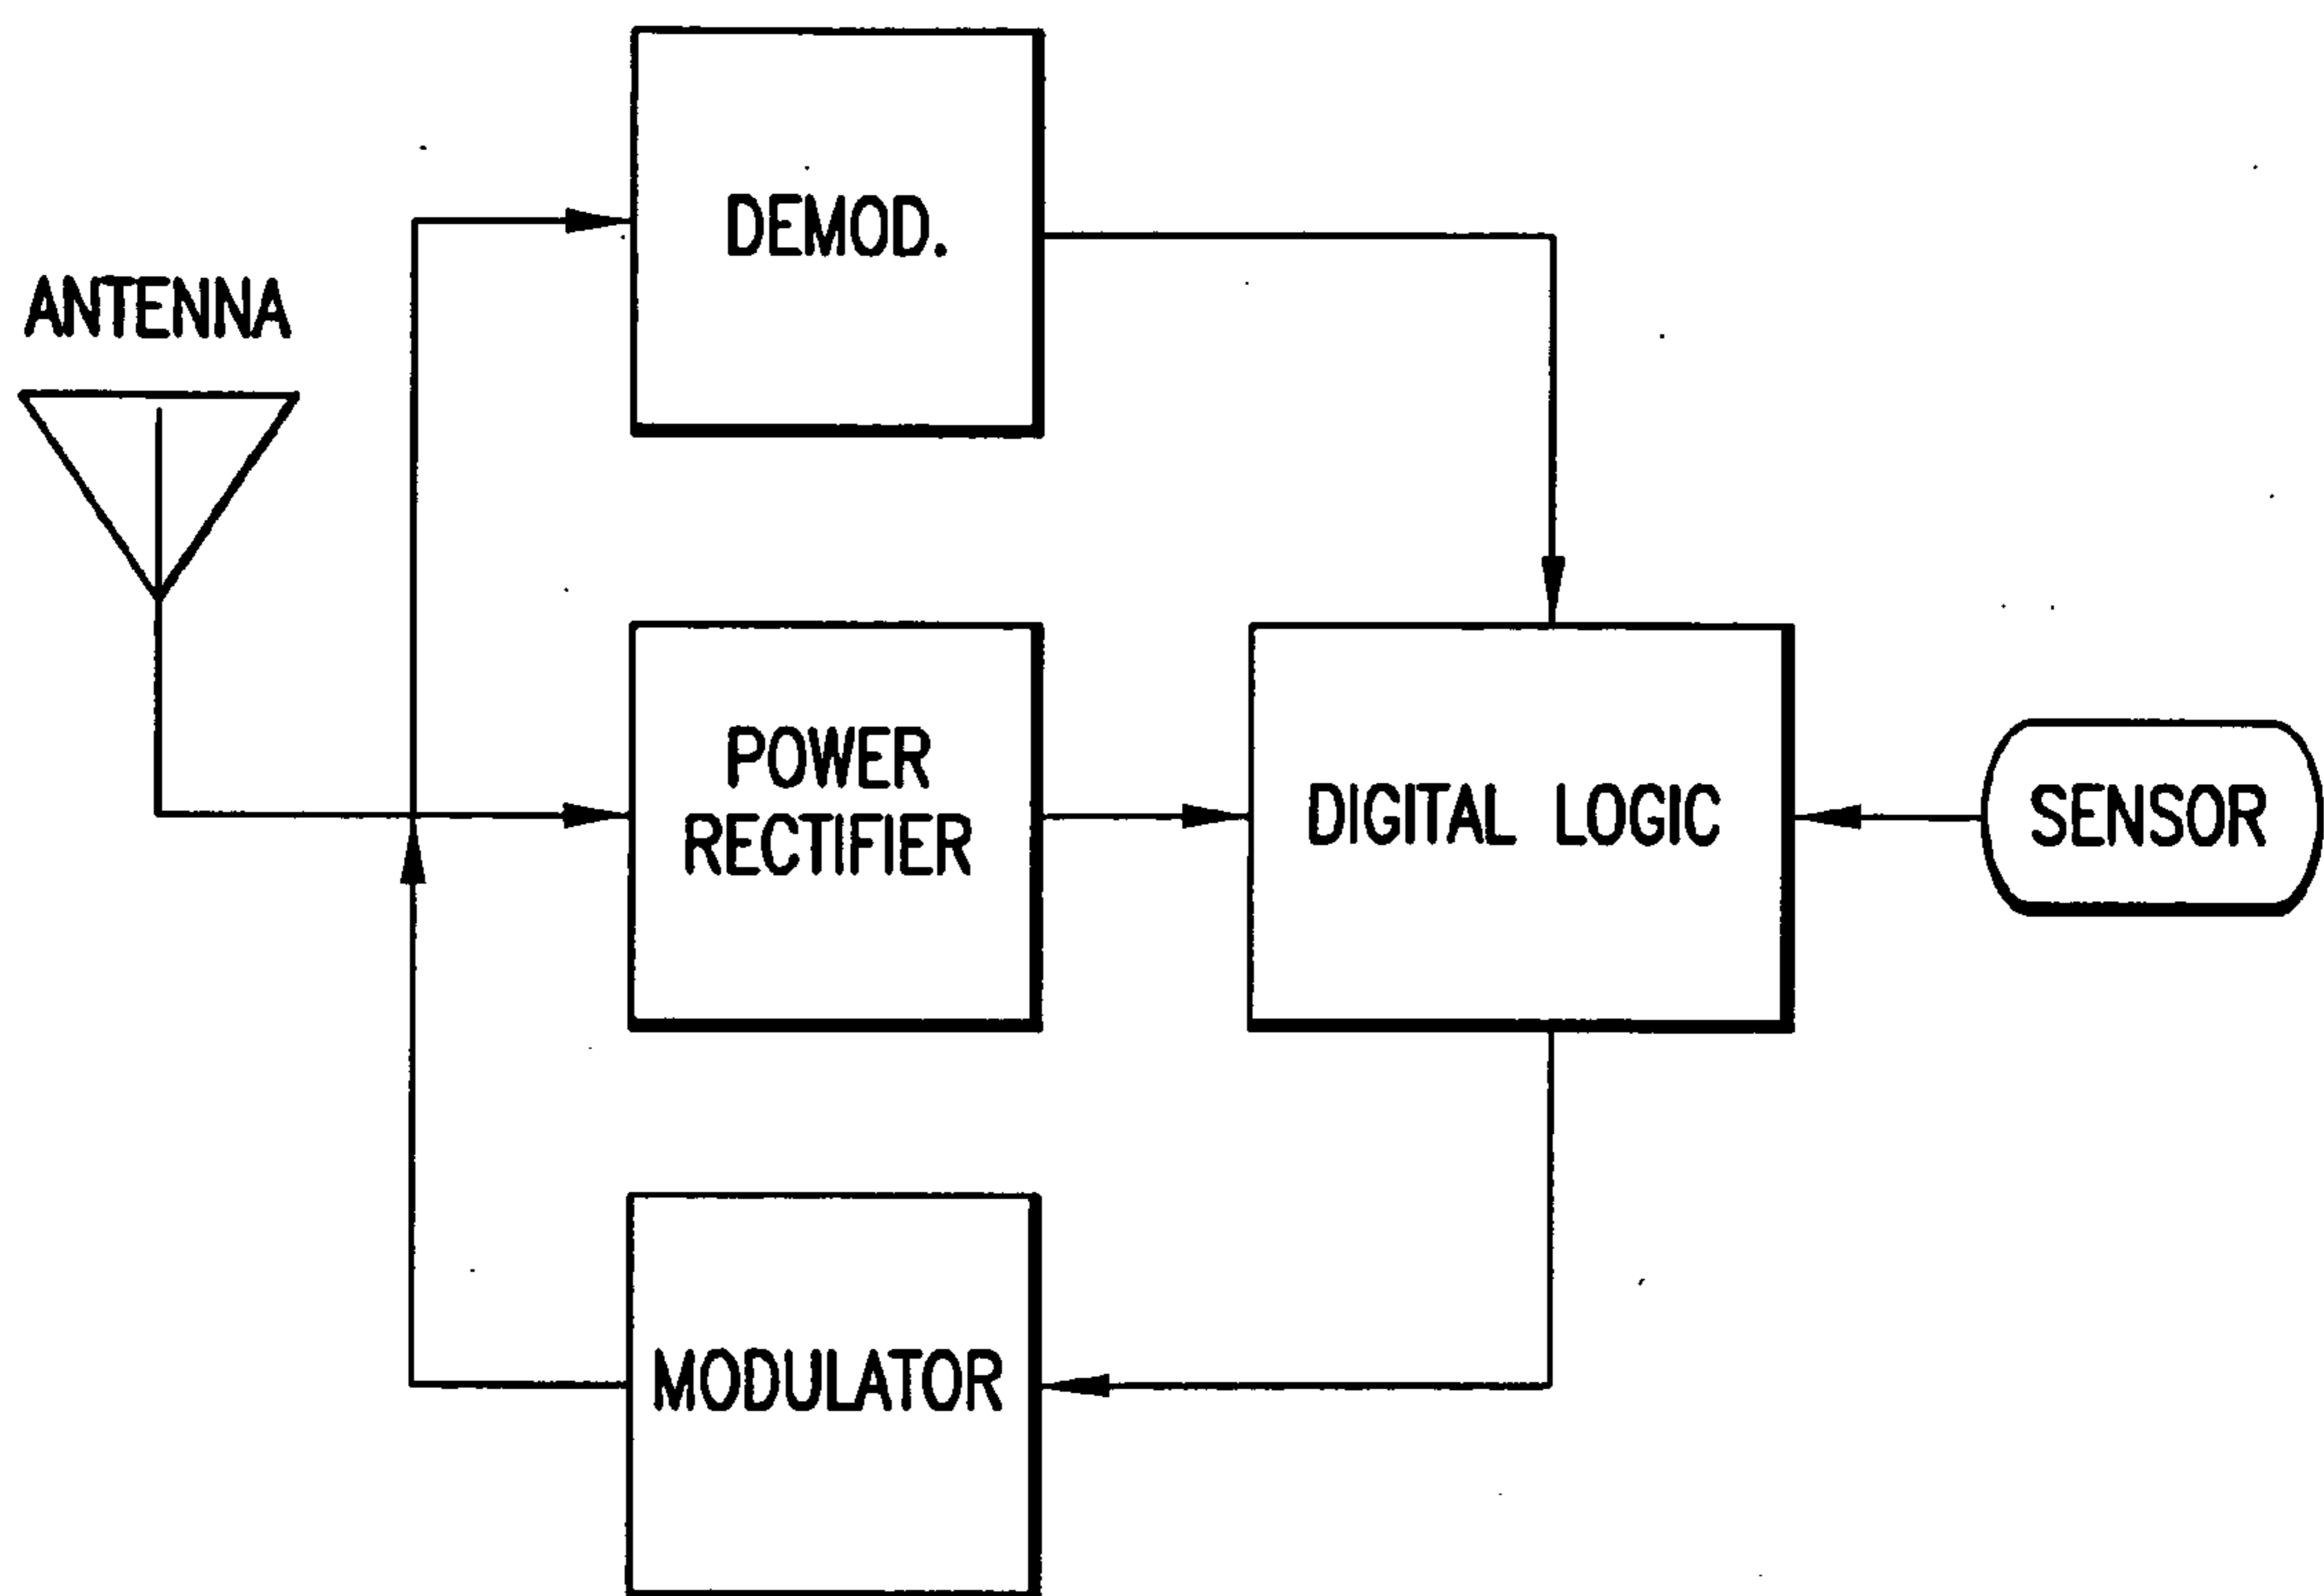 DEMOD.
ANTENNA
POWER
RECTIFIER
DIGITAL LOGIC
SENSOR
MODULATOR